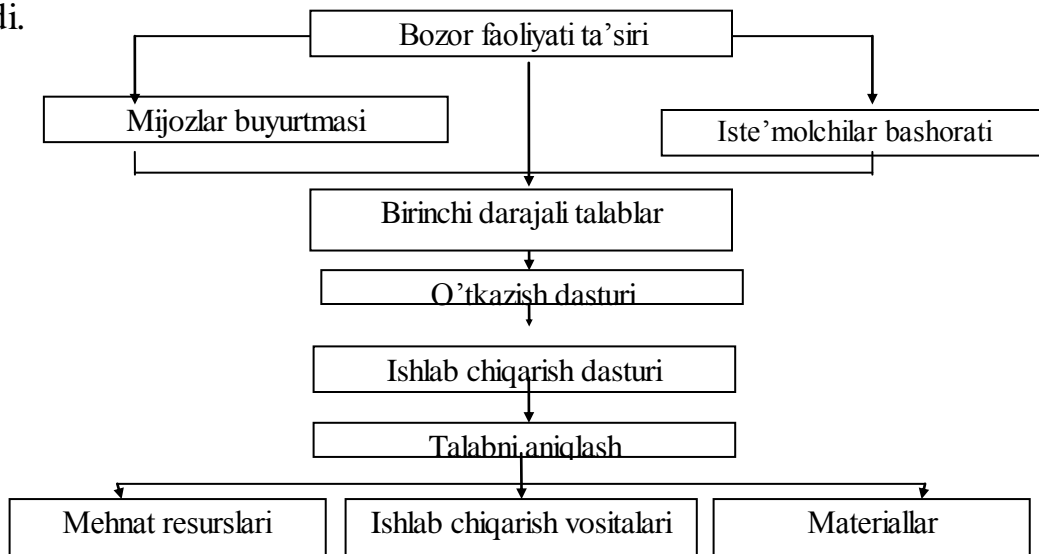 di.
Bozor faoliyati ta’siri
Mijozlar buyurtmasi
Iste’molchilar bashorati
Birinchi darajali talablar
O’tkazish dasturi
Ishlab chiqarish dasturi
Talabni aniqlash
Mehnat resurslari
Ishlab chiqarish vositalari
Materiallar